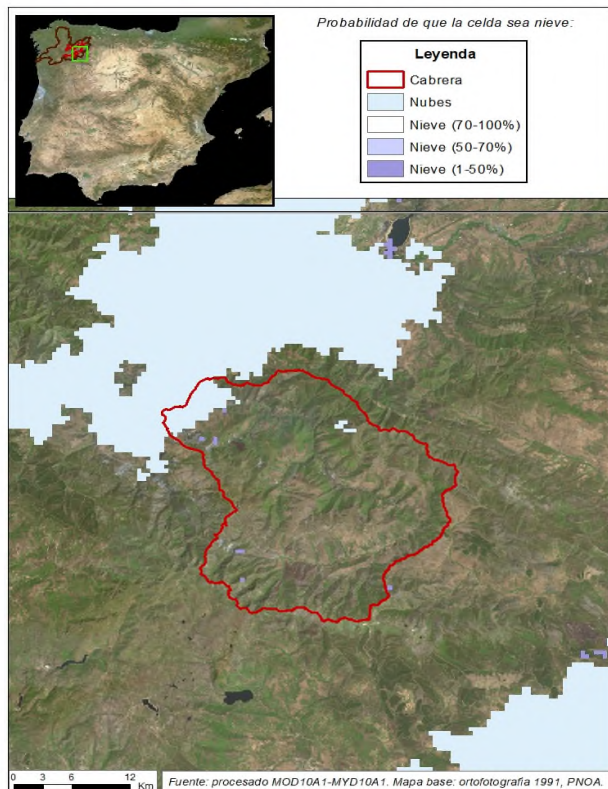 Probabilidad de que la celda sea nieve:
Leyenda
Cabrera
Nubes
Nieve (70-100%)
Nieve (50-70%)
Nieve (1-50%)
0 3 6 12
Km
Fuente: procesado MOD10A1-MYD10A1. Mapa base: ortofotografía 1991, PNOA.